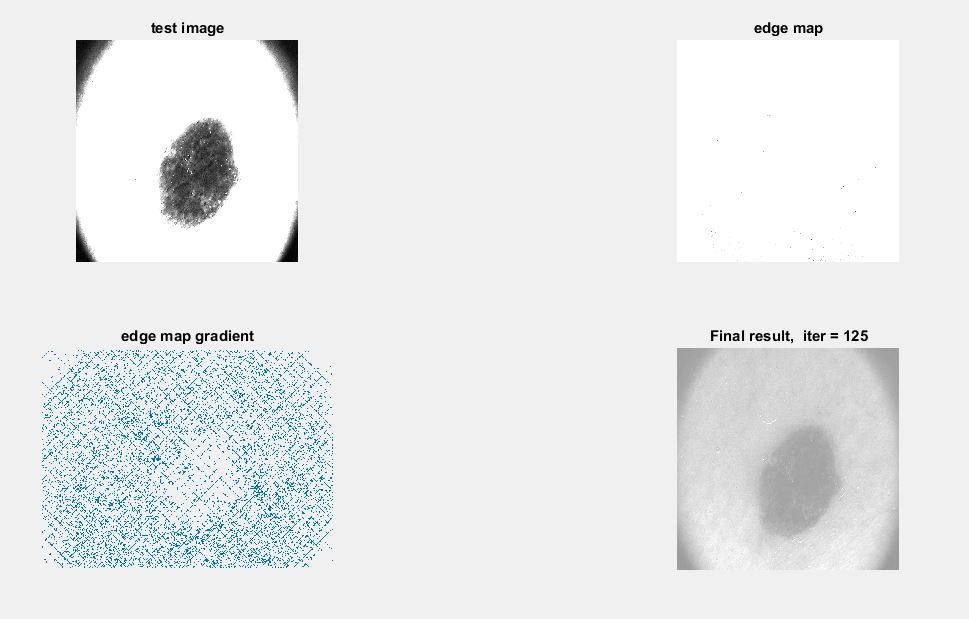 test image
edge map
edge map gradient
Final result,  iter = 125